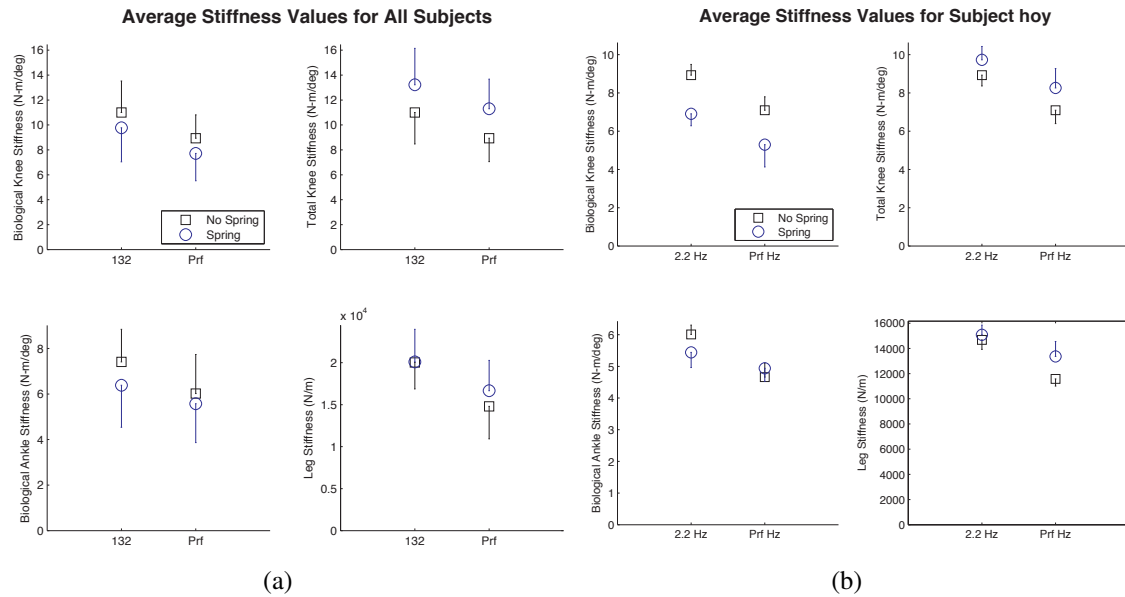 Average Stiffness Values for All Subjects
Biological Knee Stiffness (N-m/deg)
16
14
12
10
8
6
4
2
0
132
Prf
No Spring
Spring
Total Knee Stiffness (N-m/deg)
16
14
12
10
8
6
4
2
0
132
Prf
Biological Ankle Stiffness (N-m/deg)
8
6
4
2
0
132
Prf
x 10^4
Leg Stiffness (N/m)
2
1.5
1
0.5
0
132
Prf
(a)
Average Stiffness Values for Subject hoy
Biological Knee Stiffness (N-m/deg)
10
8
6
4
2
0
2.2 Hz
Prf Hz
No Spring
Spring
Total Knee Stiffness (N-m/deg)
10
8
6
4
2
0
2.2 Hz
Prf Hz
Biological Ankle Stiffness (N-m/deg)
6
5
4
3
2
1
0
2.2 Hz
Prf Hz
Leg Stiffness (N/m)
16000
14000
12000
10000
8000
6000
4000
2000
0
2.2 Hz
Prf Hz
(b)